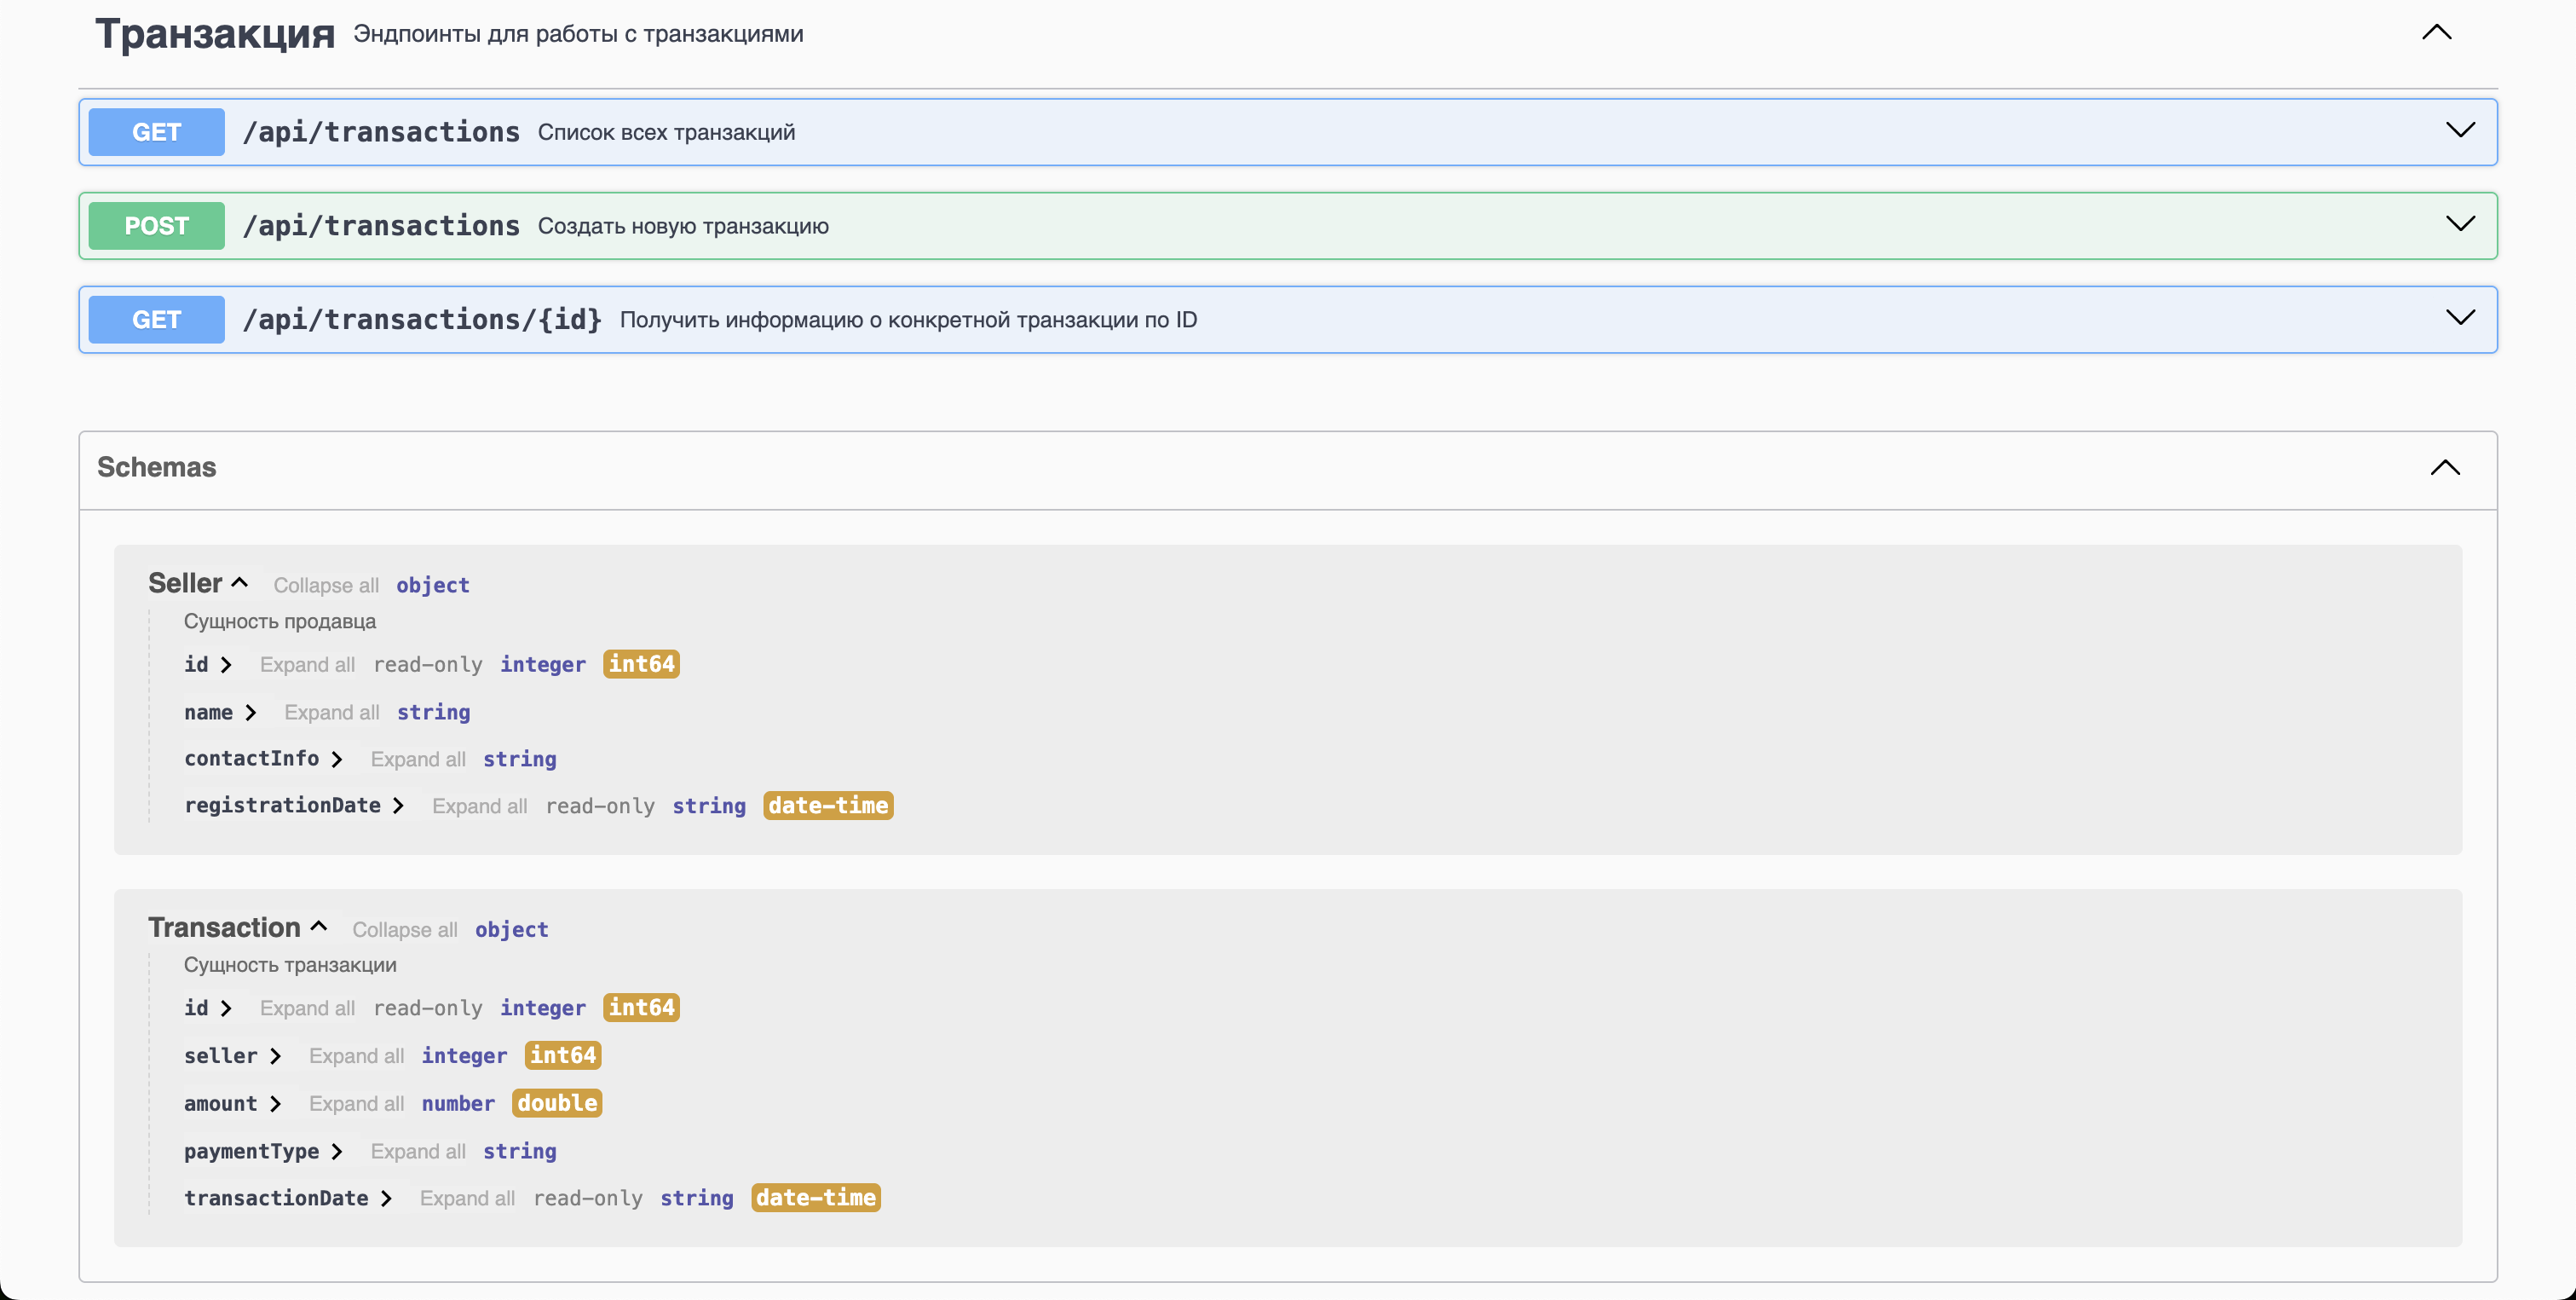 Транзакция Эндпоинты для работы с транзакциями
GET /api/transactions Список всех транзакций
POST /api/transactions Создать новую транзакцию
GET /api/transactions/{id} Получить информацию о конкретной транзакции по ID
Schemas
Seller Collapse all object
Сущность продавца
id Expand all read-only integer int64
name Expand all string
contactInfo Expand all string
registrationDate Expand all read-only string date-time
Transaction Collapse all object
Сущность транзакции
id Expand all read-only integer int64
seller Expand all integer int64
amount Expand all number double
paymentType Expand all string
transactionDate Expand all read-only string date-time